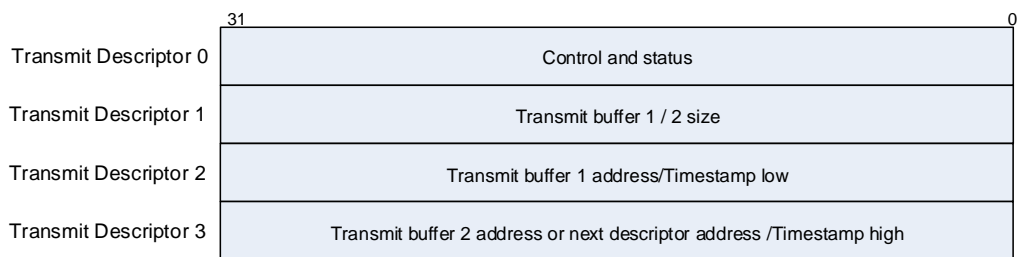 31 0
Transmit Descriptor 0 Control and status
Transmit Descriptor 1 Transmit buffer 1 / 2 size
Transmit Descriptor 2 Transmit buffer 1 address/Timestamp low
Transmit Descriptor 3 Transmit buffer 2 address or next descriptor address /Timestamp high